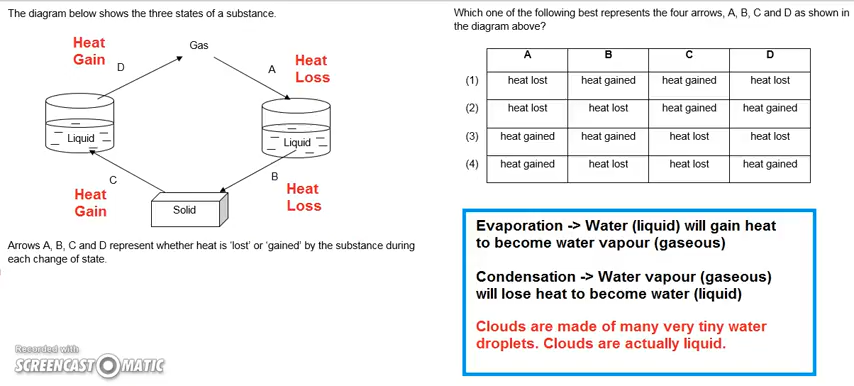 The diagram below shows the three states of a substance.
Heat
Gain
D
Gas
A
Heat
Loss
Liquid
Liquid
C
Heat
Gain
Solid
B
Heat
Loss
Arrows A, B, C and D represent whether heat is 'lost' or 'gained' by the substance during
each change of state.
Recorded with
SCREENCAST-O-MATIC
Which one of the following best represents the four arrows, A, B, C and D as shown in
the diagram above?
A B C D
(1) heat lost heat gained heat gained heat lost
(2) heat lost heat lost heat gained heat gained
(3) heat gained heat gained heat lost heat lost
(4) heat gained heat lost heat lost heat gained
Evaporation -> Water (liquid) will gain heat
to become water vapour (gaseous)
Condensation -> Water vapour (gaseous)
will lose heat to become water (liquid)
Clouds are made of many very tiny water
droplets. Clouds are actually liquid.